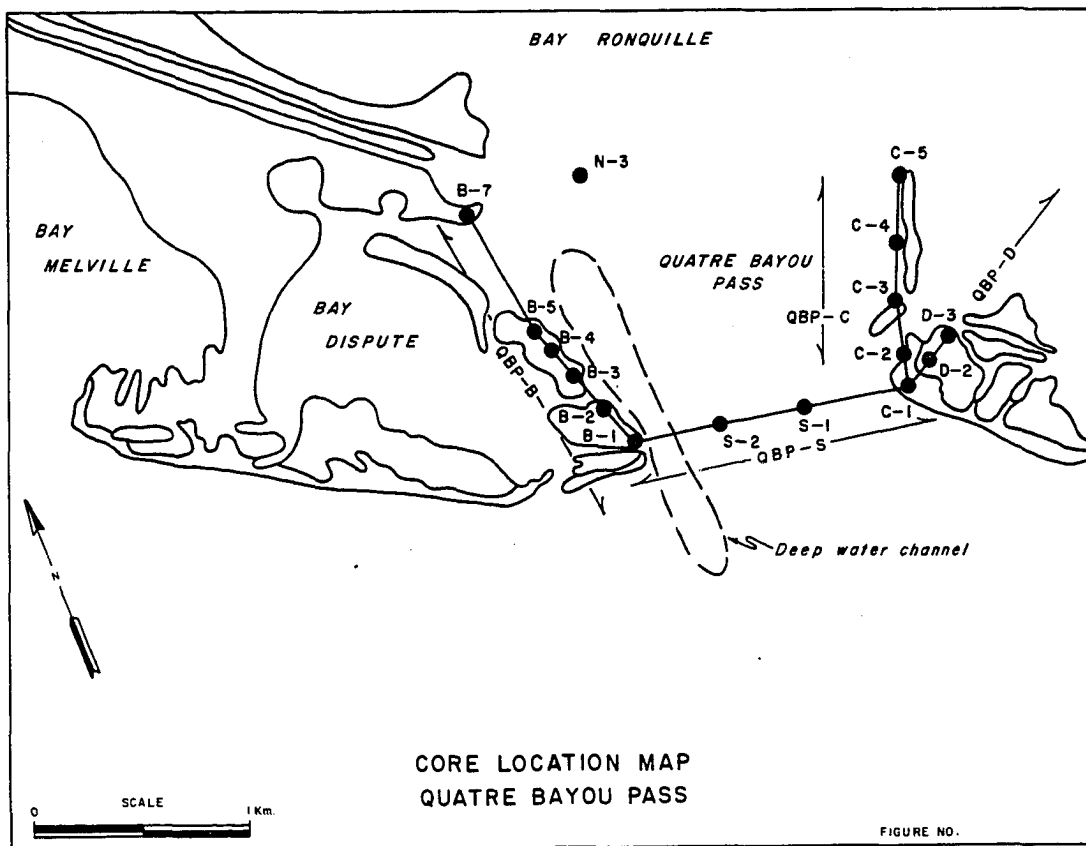 BAY RONQUILLE
N-3
C-5
B-7
C-4
BAY
MELVILLE
QUATRE BAYOU
PASS
QBP-D
C-3
QBP-C
D-3
B-5
BAY
DISPUTE
B-4
C-2
D-2
QBP-B
B-3
C-1
B-2
S-1
B-1
S-2
QBP-S
Deep water channel
N
CORE LOCATION MAP
QUATRE BAYOU PASS
SCALE
0
1 Km.
FIGURE NO.